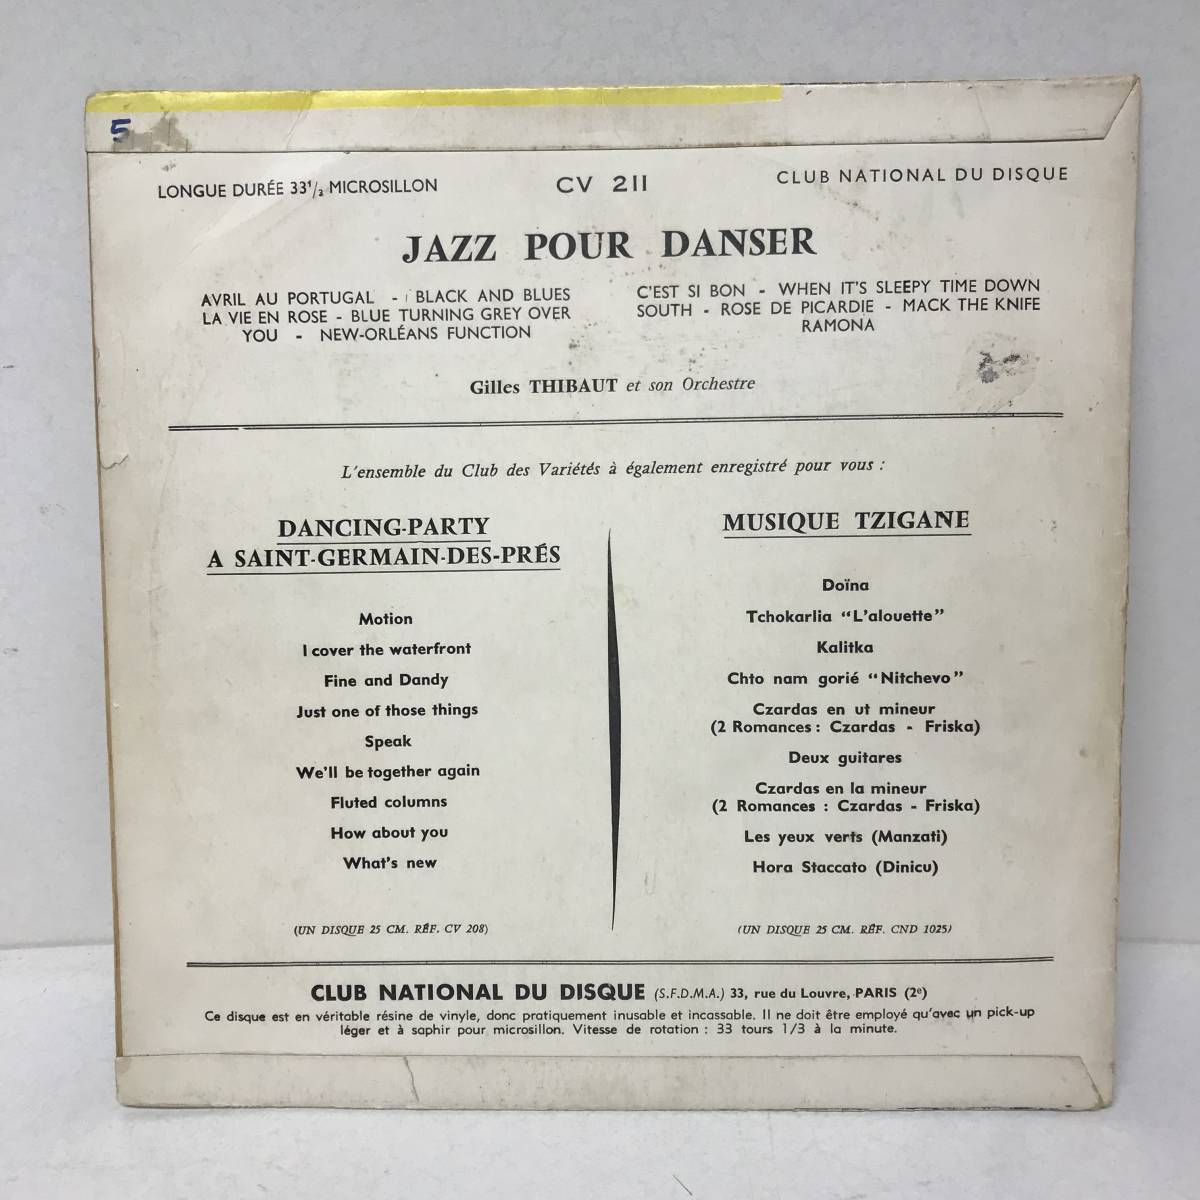 5
LONGUE DURÉE 33¹/₃ MICROSILLON
CV 211
CLUB NATIONAL DU DISQUE
JAZZ POUR DANSER
AVRIL AU PORTUGAL - BLACK AND BLUES
LA VIE EN ROSE - BLUE TURNING GREY OVER
YOU - NEW-ORLÉANS FUNCTION
C'EST SI BON - WHEN IT'S SLEEPY TIME DOWN
SOUTH - ROSE DE PICARDIE - MACK THE KNIFE
RAMONA
Gilles THIBAUT et son Orchestre
L'ensemble du Club des Variétés à également enregistré pour vous :
DANCING-PARTY
A SAINT-GERMAIN-DES-PRÉS
Motion
I cover the waterfront
Fine and Dandy
Just one of those things
Speak
We'll be together again
Fluted columns
How about you
What's new
(UN DISQUE 25 CM. RÉF. CV 208)
MUSIQUE TZIGANE
Doïna
Tchokarlia "L'alouette"
Kalitka
Chto nam gorié "Nitchevo"
Czardas en ut mineur
(2 Romances : Czardas - Friska)
Deux guitares
Czardas en la mineur
(2 Romances : Czardas - Friska)
Les yeux verts (Manzati)
Hora Staccato (Dinicu)
(UN DISQUE 25 CM. RÉF. CND 1025)
CLUB NATIONAL DU DISQUE (S.F.D.M.A.) 33, rue du Louvre, PARIS (2ᵉ)
Ce disque est en véritable résine de vinyle, donc pratiquement inusable et incassable. Il ne doit être employé qu'avec un pick-up
léger et à saphir pour microsillon. Vitesse de rotation : 33 tours 1/3 à la minute.